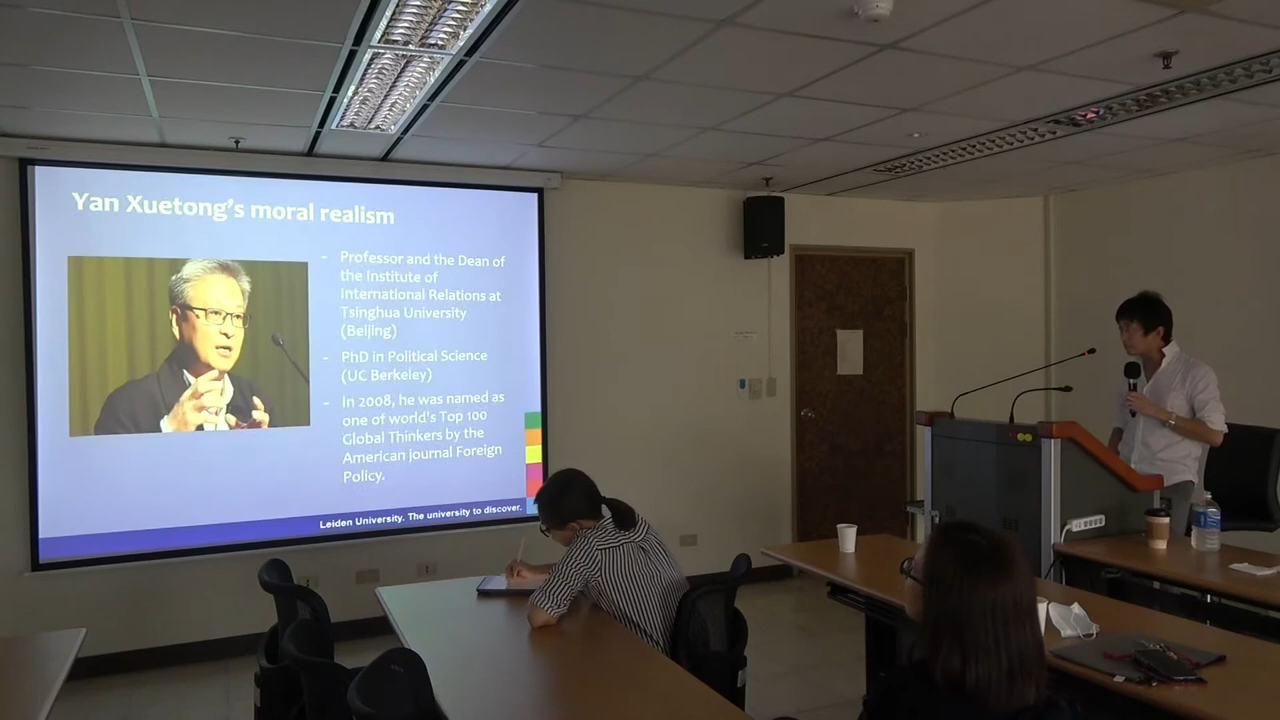 Yan Xuetong's moral realism
- Professor and the Dean of
the Institute of
International Relations at
Tsinghua University
(Beijing)
- PhD in Political Science
(UC Berkeley)
- In 2008, he was named as
one of world's Top 100
Global Thinkers by the
American journal Foreign
Policy.
Leiden University. The university to discover.